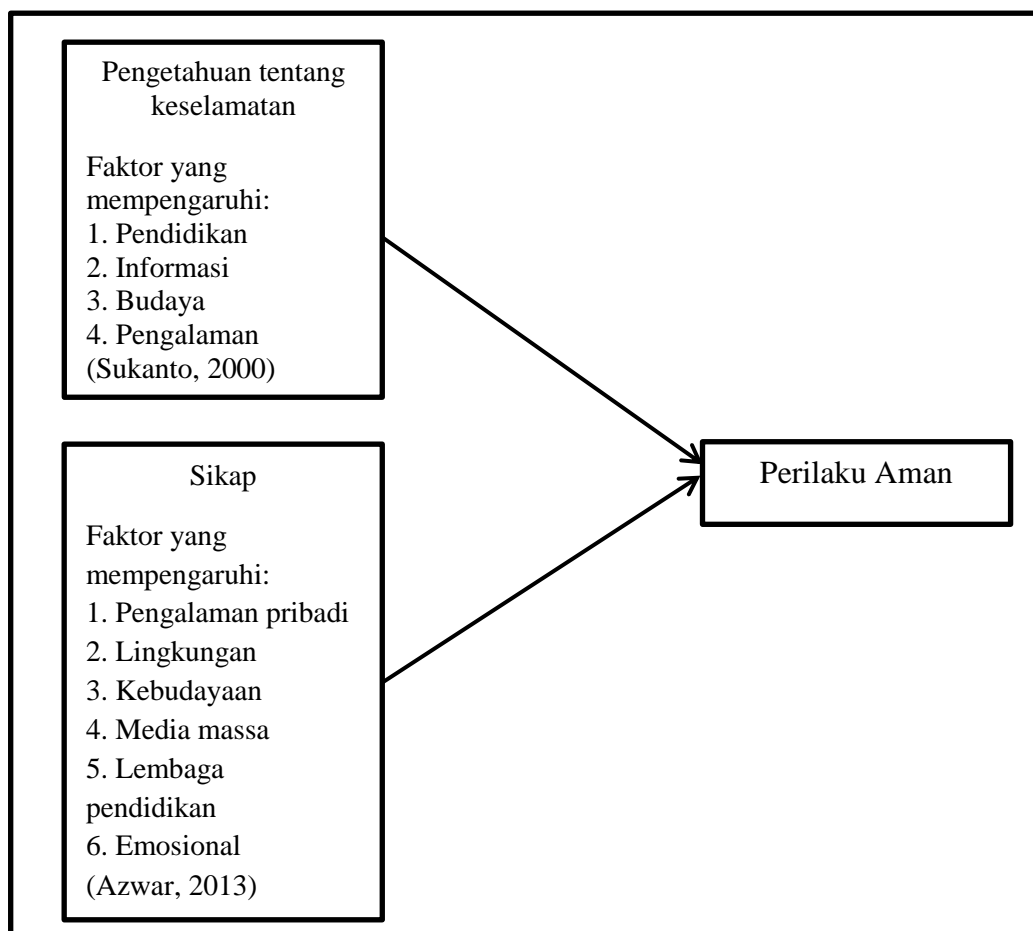 Pengetahuan tentang
keselamatan
Faktor yang
mempengaruhi:
1. Pendidikan
2. Informasi
3. Budaya
4. Pengalaman
(Sukanto, 2000)
Sikap
Faktor yang
mempengaruhi:
1. Pengalaman pribadi
2. Lingkungan
3. Kebudayaan
4. Media massa
5. Lembaga
pendidikan
6. Emosional
(Azwar, 2013)
Perilaku Aman